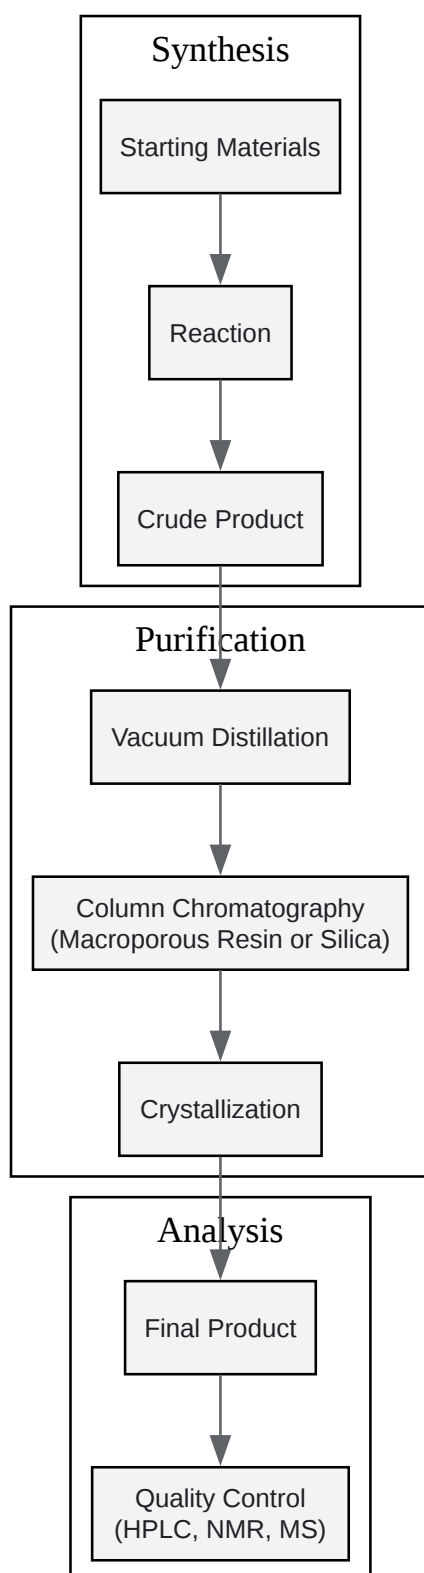 Synthesis
Starting Materials
Reaction
Crude Product
Purification
Vacuum Distillation
Column Chromatography
(Macroporous Resin or Silica)
Crystallization
Analysis
Final Product
Quality Control
(HPLC, NMR, MS)